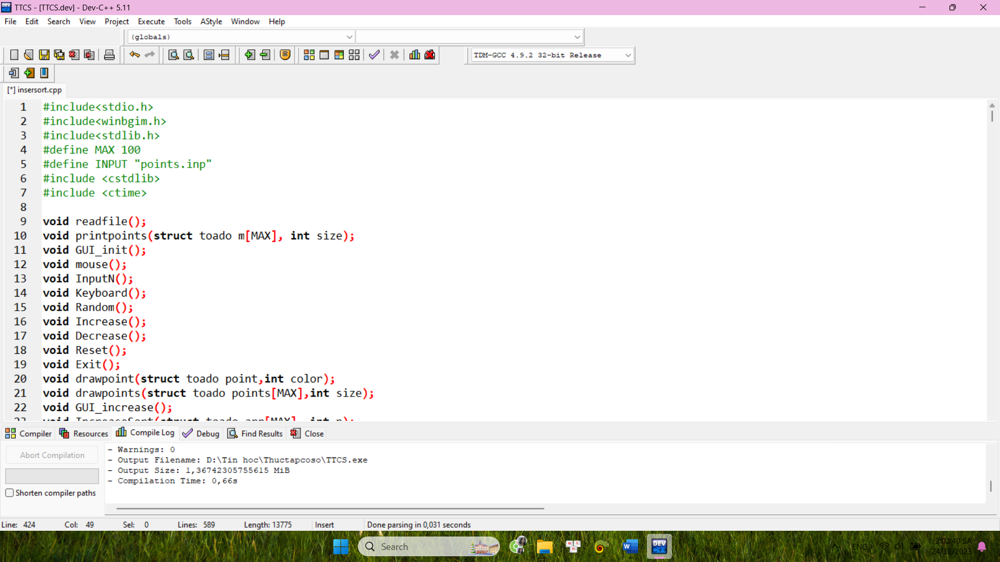 TTCS - [TTCS.dev] - Dev-C++ 5.11
File Edit Search View Project Execute Tools AStyle Window Help
(globals)
TDM-GCC 4.9.2 32-bit Release
[*] insersort.cpp
1 #include<stdio.h>
2 #include<winbgim.h>
3 #include<stdlib.h>
4 #define MAX 100
5 #define INPUT "points.inp"
6 #include <cstdlib>
7 #include <ctime>
8
9 void readfile();
10 void printpoints(struct toado m[MAX], int size);
11 void GUI_init();
12 void mouse();
13 void InputN();
14 void Keyboard();
15 void Random();
16 void Increase();
17 void Decrease();
18 void Reset();
19 void Exit();
20 void drawpoint(struct toado point,int color);
21 void drawpoints(struct toado points[MAX],int size);
22 void GUI_increase();
23 void IncreaseSort(struct toado arr[MAX], int n);
Compiler Resources Compile Log Debug Find Results Close
Abort Compilation
Shorten compiler paths
- Warnings: 0
- Output Filename: D:\Tin hoc\Thuctapcoso\TTCS.exe
- Output Size: 1,36742305755615 MiB
- Compilation Time: 0,66s
Line: 424 Col: 49 Sel: 0 Lines: 589 Length: 13775 Insert Done parsing in 0,031 seconds
Search
W
DEV C++
ENG
2:02:40 SA
24/12/2023